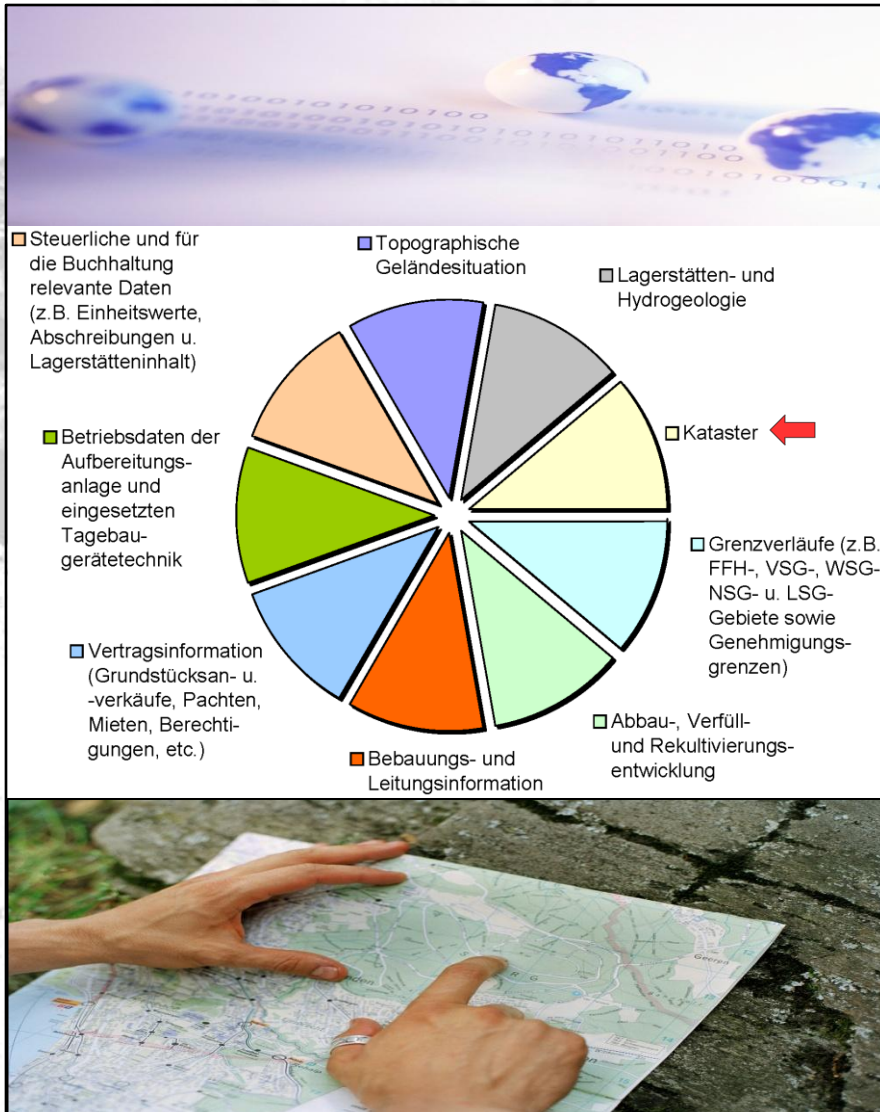 10100101010100
Steuerliche und für
die Buchhaltung
relevante Daten
(z.B. Einheitswerte,
Abschreibungen u.
Lagerstätteninhalt)
Topographische
Geländesituation
Lagerstätten- und
Hydrogeologie
Kataster
Betriebsdaten der
Aufbereitungs-
anlage und
eingesetzten
Tagebau-
gerätetechnik
Grenzverläufe (z.B.
FFH-, VSG-, WSG-
NSG- u. LSG-
Gebiete sowie
Genehmigungs-
grenzen)
Vertragsinformation
(Grundstücksan- u.
-verkäufe, Pachten,
Mieten, Berechti-
gungen, etc.)
Abbau-, Verfüll-
und Rekultivierungs-
entwicklung
Bebauungs- und
Leitungsinformation
Geeren